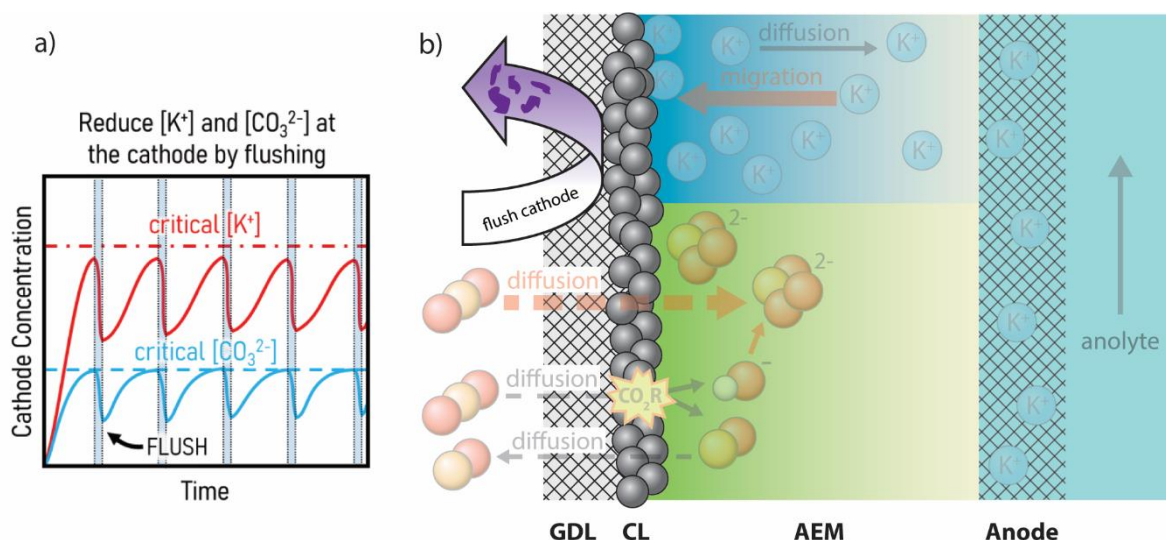 a)
Reduce [K⁺] and [CO₃²⁻] at
the cathode by flushing
Cathode Concentration
critical [K⁺]
critical [CO₃²⁻]
FLUSH
Time
b)
flush cathode
K⁺
K⁺
diffusion
K⁺
K⁺
migration
K⁺
K⁺
K⁺
K⁺
K⁺
K⁺
K⁺
2-
2-
diffusion
diffusion
CO₂R
-
diffusion
K⁺
K⁺
K⁺
K⁺
K⁺
K⁺
anolyte
GDL
CL
AEM
Anode